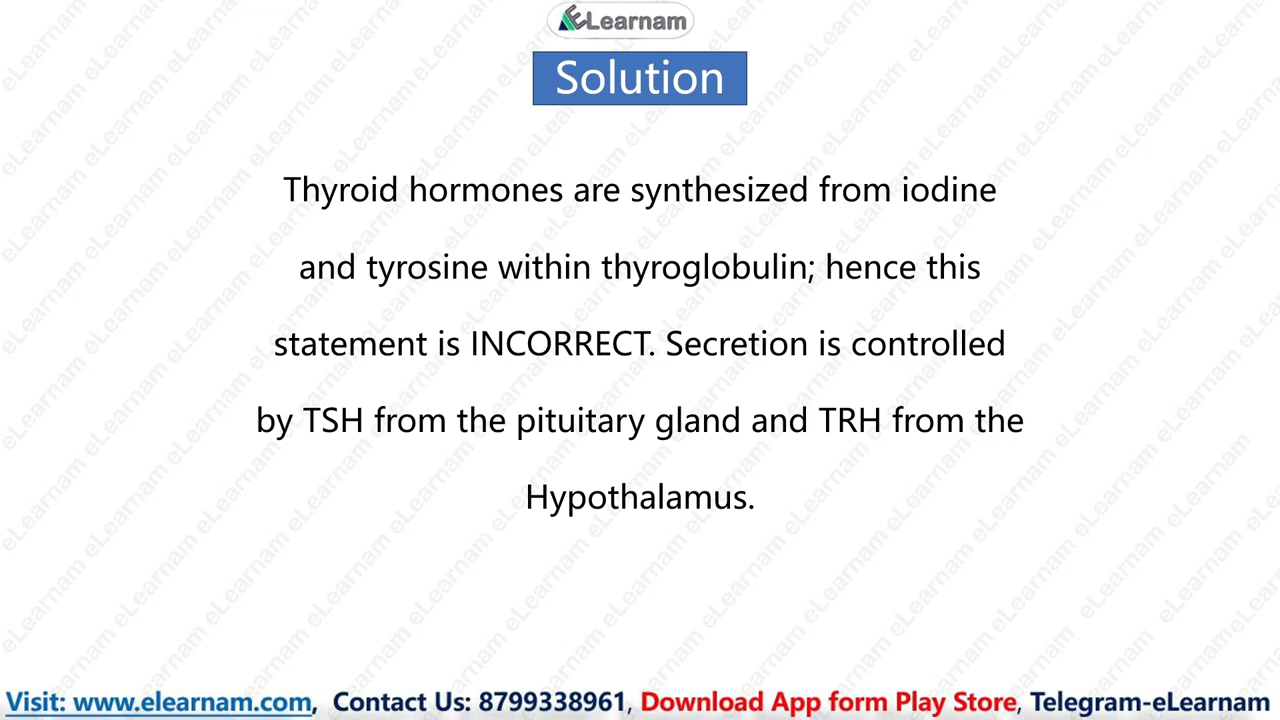 ELearnam
Solution
Thyroid hormones are synthesized from iodine
and tyrosine within thyroglobulin; hence this
statement is INCORRECT. Secretion is controlled
by TSH from the pituitary gland and TRH from the
Hypothalamus.
Visit: www.elearnam.com, Contact Us: 8799338961, Download App form Play Store, Telegram-eLearnam